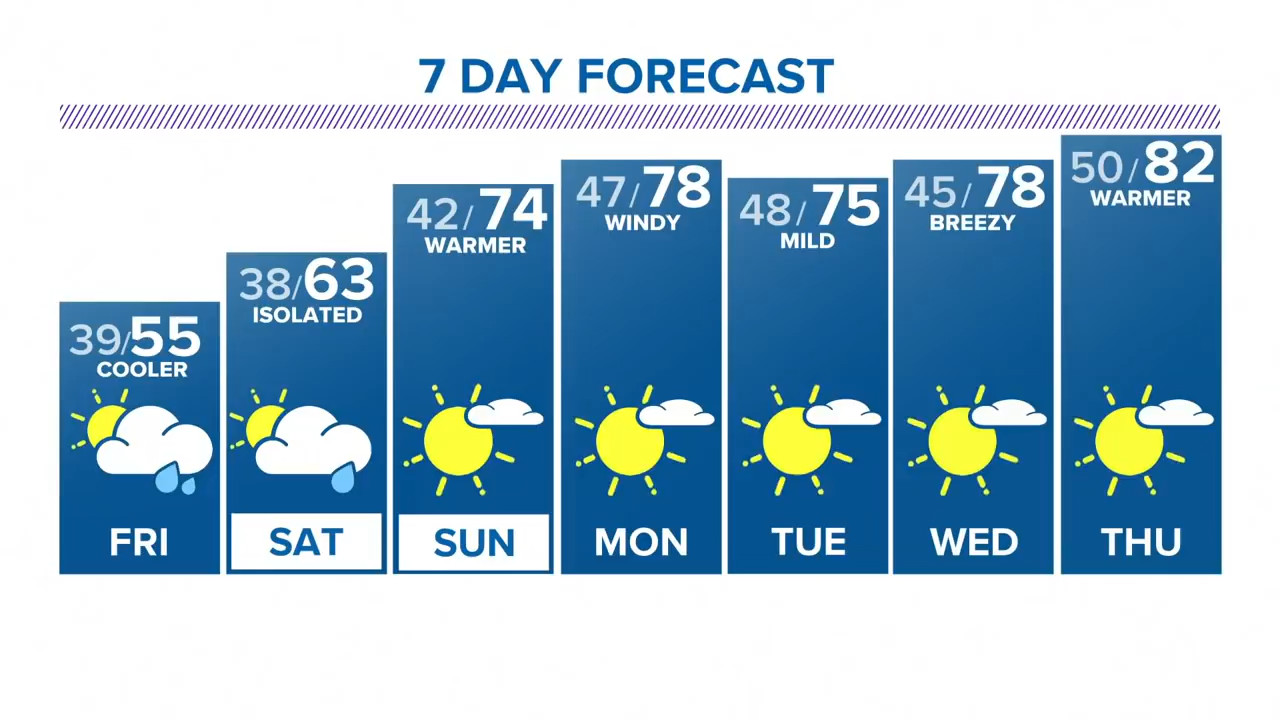 7 DAY FORECAST
39/55
COOLER
FRI
38/63
ISOLATED
SAT
42/74
WARMER
SUN
47/78
WINDY
MON
48/75
MILD
TUE
45/78
BREEZY
WED
50/82
WARMER
THU